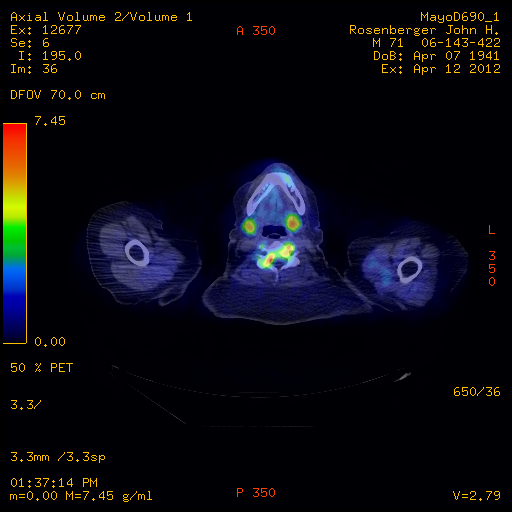 Axial Volume 2/Volume 1
Ex: 12677
Se: 6
I: 195.0
Im: 36
DFOV 70.0 cm
7.45
0.00
50 % PET
3.3/
3.3mm /3.3sp
01:37:14 PM
m=0.00 M=7.45 g/ml
A 350
MayoD690_1
Rosenberger John H.
M 71 06-143-422
DoB: Apr 07 1941
Ex: Apr 12 2012
L
3
5
0
650/36
P 350
V=2.79